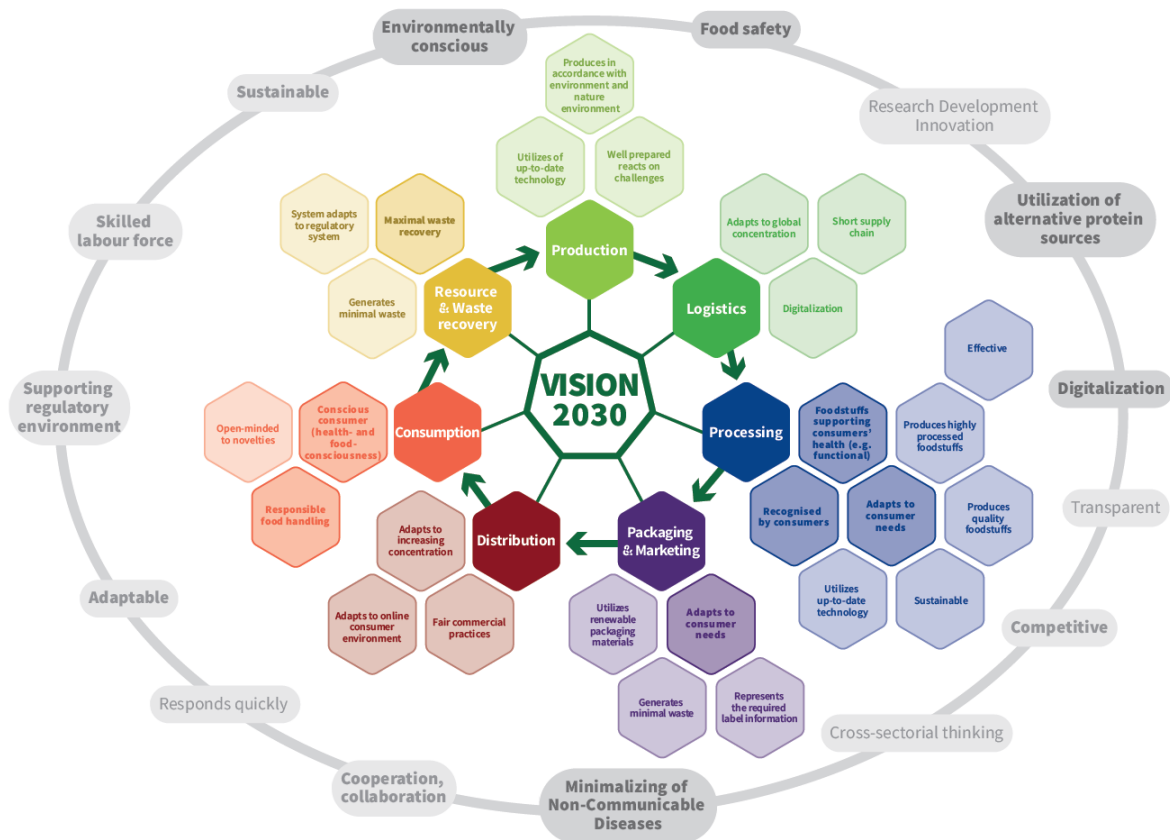 Environmentally
conscious
Food safety
Research Development
Innovation
Utilization of
alternative protein
sources
Digitalization
Transparent
Competitive
Cross-sectorial thinking
Minimalizing of
Non-Communicable
Diseases
Cooperation,
collaboration
Responds quickly
Adaptable
Supporting
regulatory
environment
Skilled
labour force
Sustainable
VISION
2030
Production
Produces in
accordance with
environment and
nature
environment
Utilizes of
up-to-date
technology
Well prepared
reacts on
challenges
Logistics
Adapts to global
concentration
Short supply
chain
Digitalization
Processing
Effective
Foodstuffs
supporting
consumers’
health (e.g.
functional)
Produces highly
processed
foodstuffs
Recognised
by consumers
Adapts to
consumer
needs
Produces
quality
foodstuffs
Utilizes
up-to-date
technology
Sustainable
Packaging
& Marketing
Utilizes
renewable
packaging
materials
Adapts to
consumer
needs
Generates
minimal waste
Represents
the required
label information
Distribution
Adapts to
increasing
concentration
Adapts to online
consumer
environment
Fair commercial
practices
Consumption
Open-minded
to novelties
Conscious
consumer
(health- and
food-
consciousness)
Responsible
food handling
Resource
& Waste
recovery
System adapts
to regulatory
system
Maximal waste
recovery
Generates
minimal waste